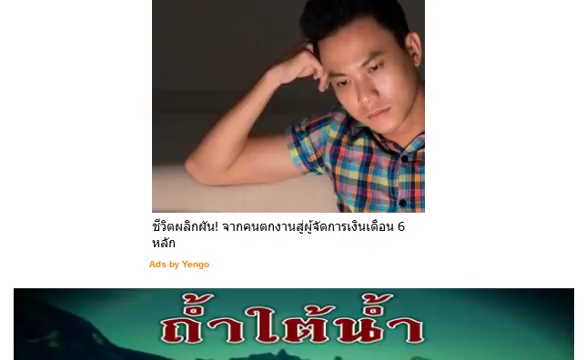 ชีวิตผลิกผัน! จากคนตกงานสู่ผู้จัดการเงินเดือน 6
หลัก
Ads by Yengo
ถ้ำใต้น้ำ